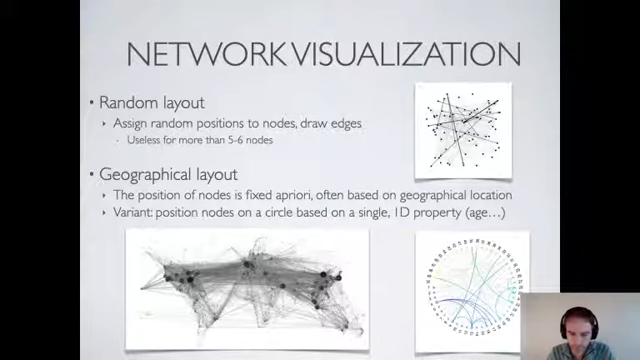 NETWORK VISUALIZATION
• Random layout
‣ Assign random positions to nodes, draw edges
· Useless for more than 5-6 nodes
• Geographical layout
‣ The position of nodes is fixed apriori, often based on geographical location
‣ Variant: position nodes on a circle based on a single, 1D property (age…)